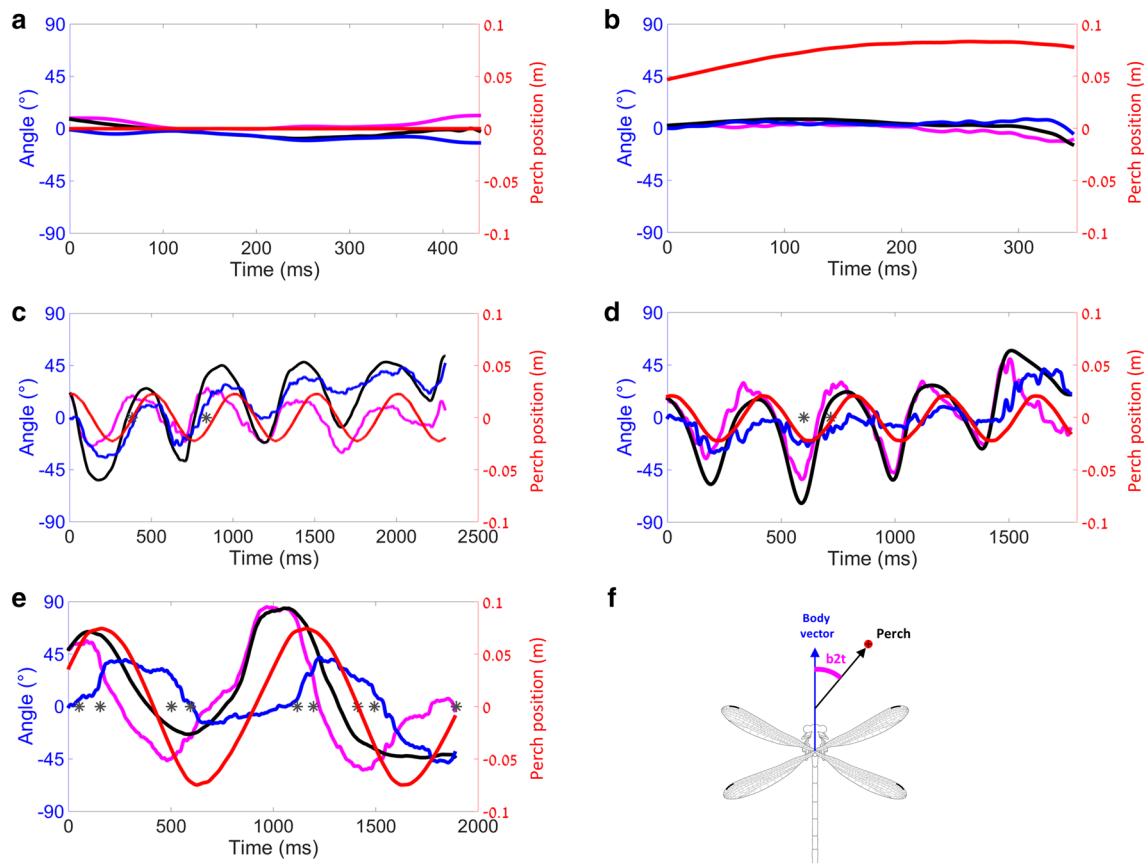 a
90
45
0
-45
-90
Angle (°)
0.1
0.05
0
-0.05
-0.1
Perch position (m)
0 100 200 300 400
Time (ms)
b
90
45
0
-45
-90
Angle (°)
0.1
0.05
0
-0.05
-0.1
Perch position (m)
0 100 200 300
Time (ms)
c
90
45
0
-45
-90
Angle (°)
0.1
0.05
0
-0.05
-0.1
Perch position (m)
0 500 1000 1500 2000 2500
Time (ms)
d
90
45
0
-45
-90
Angle (°)
0.1
0.05
0
-0.05
-0.1
Perch position (m)
0 500 1000 1500
Time (ms)
e
90
45
0
-45
-90
Angle (°)
0.1
0.05
0
-0.05
-0.1
Perch position (m)
0 500 1000 1500 2000
Time (ms)
f
Body
vector
Perch
b2t